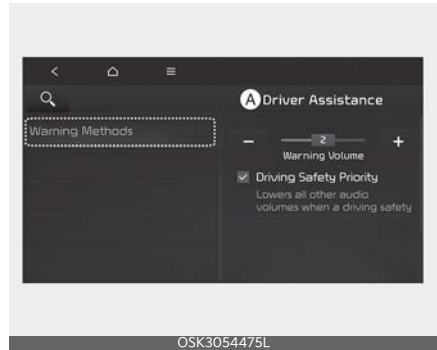 A Driver Assistance
Warning Methods
2
Warning Volume
Driving Safety Priority
Lowers all other audio
volumes when a driving safety
OSK3054475L